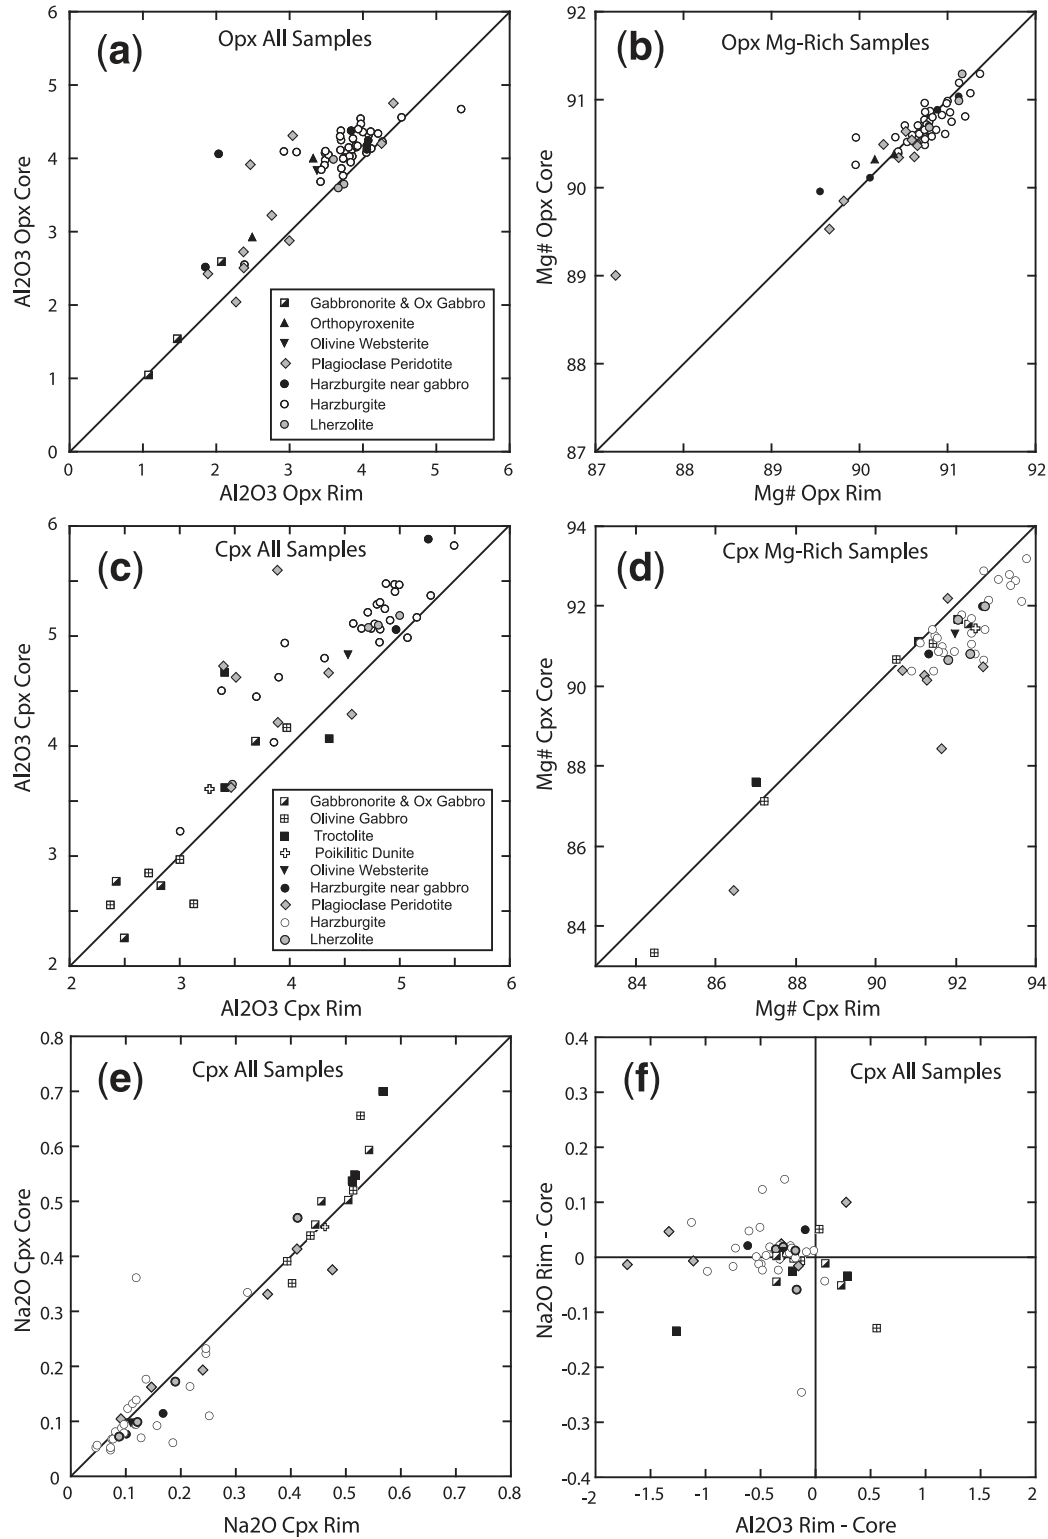 (a)
Opx All Samples
Al2O3 Opx Core
6
5
4
3
2
1
0
Gabbronorite & Ox Gabbro
Orthopyroxenite
Olivine Websterite
Plagioclase Peridotite
Harzburgite near gabbro
Harzburgite
Lherzolite
0 1 2 3 4 5 6
Al2O3 Opx Rim
(b)
Opx Mg-Rich Samples
Mg# Opx Core
92
91
90
89
88
87
87 88 89 90 91 92
Mg# Opx Rim
(c)
Cpx All Samples
Al2O3 Cpx Core
6
5
4
3
2
Gabbronorite & Ox Gabbro
Olivine Gabbro
Troctolite
Poikilitic Dunite
Olivine Websterite
Harzburgite near gabbro
Plagioclase Peridotite
Harzburgite
Lherzolite
2 3 4 5 6
Al2O3 Cpx Rim
(d)
Cpx Mg-Rich Samples
Mg# Cpx Core
94
92
90
88
86
84
83
84 86 88 90 92 94
Mg# Cpx Rim
(e)
Cpx All Samples
Na2O Cpx Core
0.8
0.7
0.6
0.5
0.4
0.3
0.2
0.1
0
0 0.1 0.2 0.3 0.4 0.5 0.6 0.7 0.8
Na2O Cpx Rim
(f)
Cpx All Samples
Na2O Rim - Core
0.4
0.3
0.2
0.1
0
-0.1
-0.2
-0.3
-0.4
-2 -1.5 -1 -0.5 0 0.5 1 1.5 2
Al2O3 Rim - Core